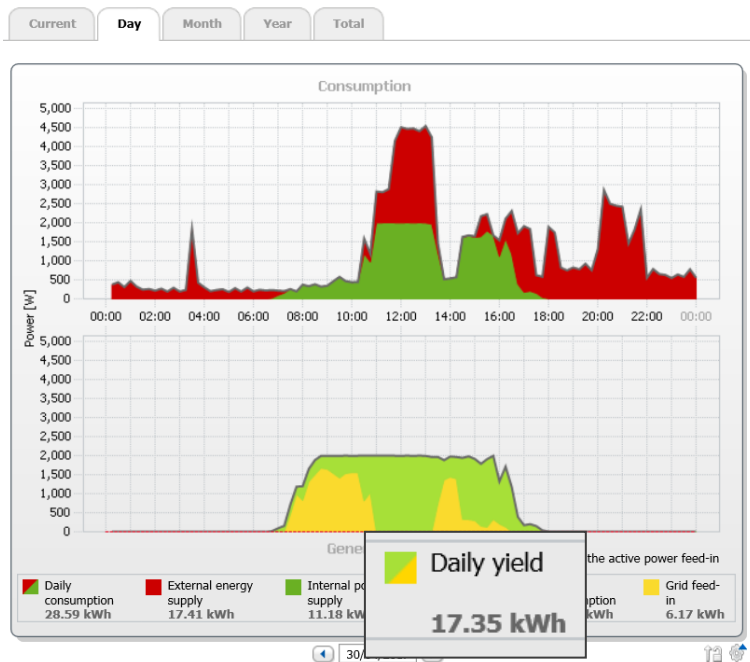 Current Day Month Year Total
Consumption
5,000
4,500
4,000
3,500
3,000
2,500
2,000
1,500
1,000
500
0
00:00 02:00 04:00 06:00 08:00 10:00 12:00 14:00 16:00 18:00 20:00 22:00 00:00
Power [W]
5,000
4,500
4,000
3,500
3,000
2,500
2,000
1,500
1,000
500
0
the active power feed-in
Daily consumption
28.59 kWh
External energy supply
17.41 kWh
Internal
supply
11.18 kWh
Daily yield
17.35 kWh
kWh
Grid feed-in
6.17 kWh
30/